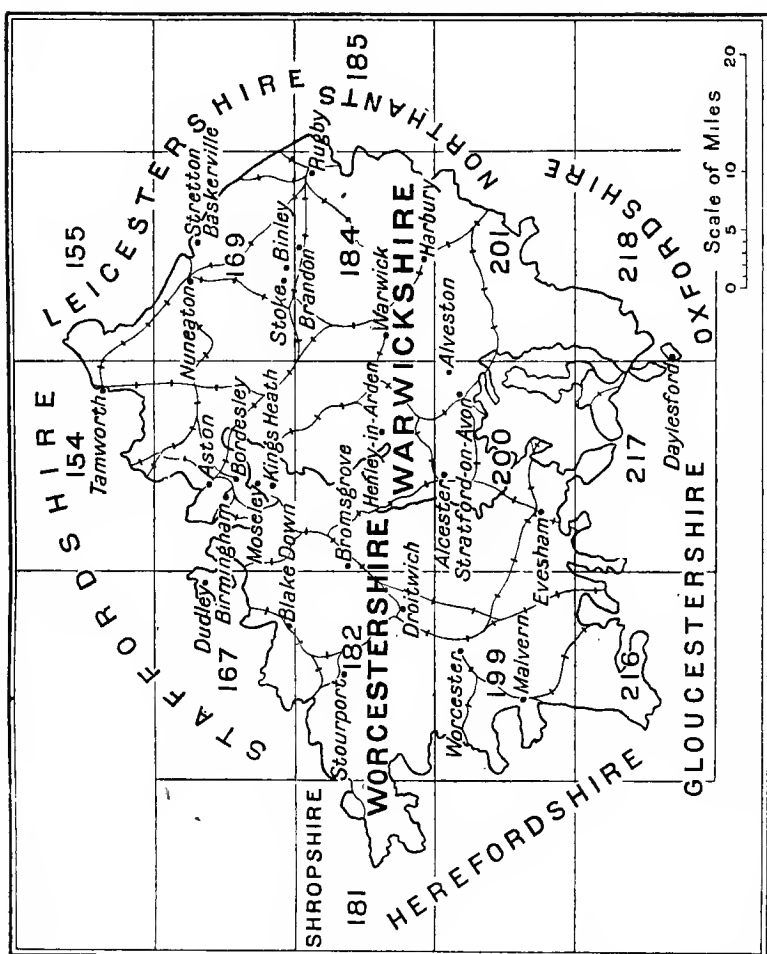 LEICESTERSHIRE
155
154
STAFFORDSHIRE
Tamworth
Nuneaton
Stretton
Baskerville
169
Aston
Bordesley
Kings Heath
Dudley
Birmingham
Moseley
Blake Down
167
Stoke
Binley
Brandon
Rugby
185
NORTHANTS
184
Bromsgrove
Henley-in-Arden
Warwick
SHROPSHIRE
181
182
Stourport
WORCESTERSHIRE
WARWICKSHIRE
Droitwich
Harbury
Alcester
Stratford-on-Avon
Alveston
Worcester
199
Malvern
200
Evesham
201
OXFORDSHIRE
HEREFORDSHIRE
216
217
218
Daylesford
GLOUCESTERSHIRE
Scale of Miles
0 5 10 20